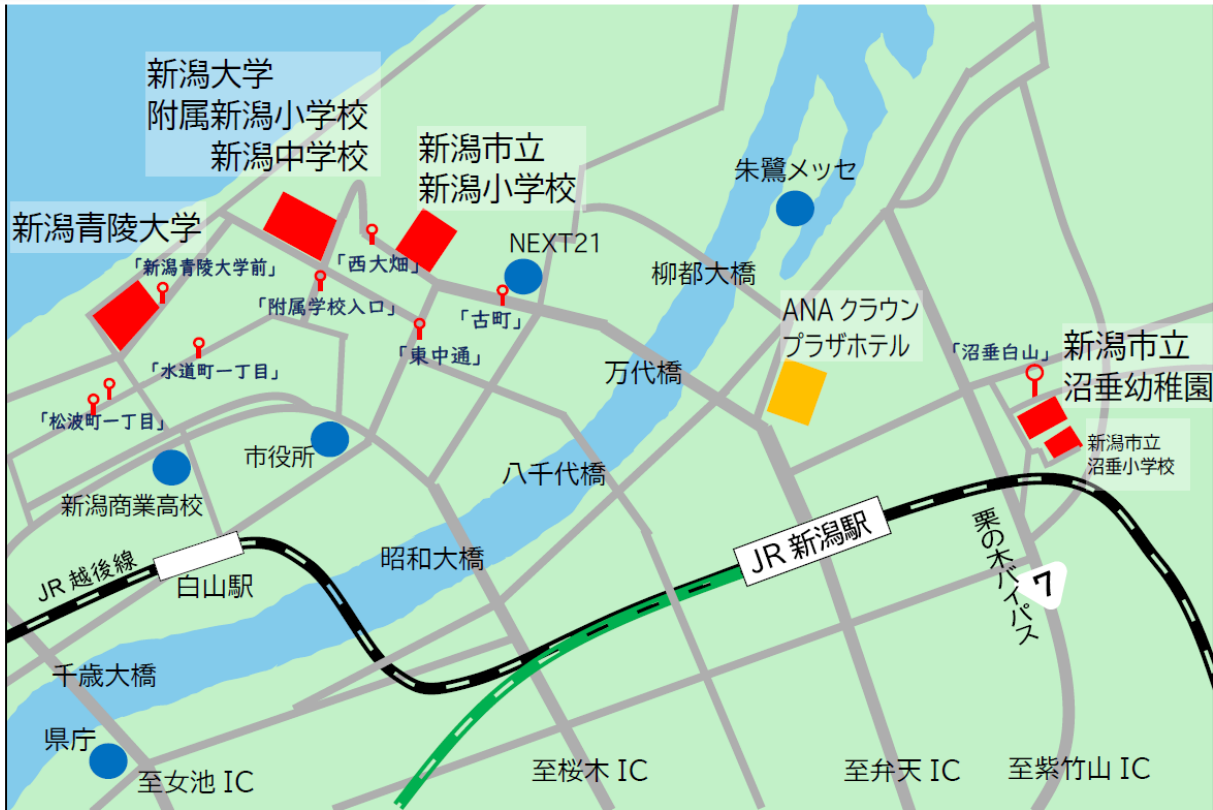 新潟大学
附属新潟小学校
新潟中学校
新潟市立
新潟小学校
朱鷺メッセ
新潟青陵大学
NEXT21
「新潟青陵大学前」
「西大畑」
柳都大橋
「附属学校入口」
「古町」
ANA クラウン
プラザホテル
「東中通」
「沼垂白山」
新潟市立
沼垂幼稚園
「水道町一丁目」
万代橋
「松波町一丁目」
市役所
新潟市立
沼垂小学校
八千代橋
新潟商業高校
JR 新潟駅
栗の木バイパス
昭和大橋
JR 越後線
白山駅
7
千歳大橋
県庁
至女池 IC
至桜木 IC
至弁天 IC
至紫竹山 IC